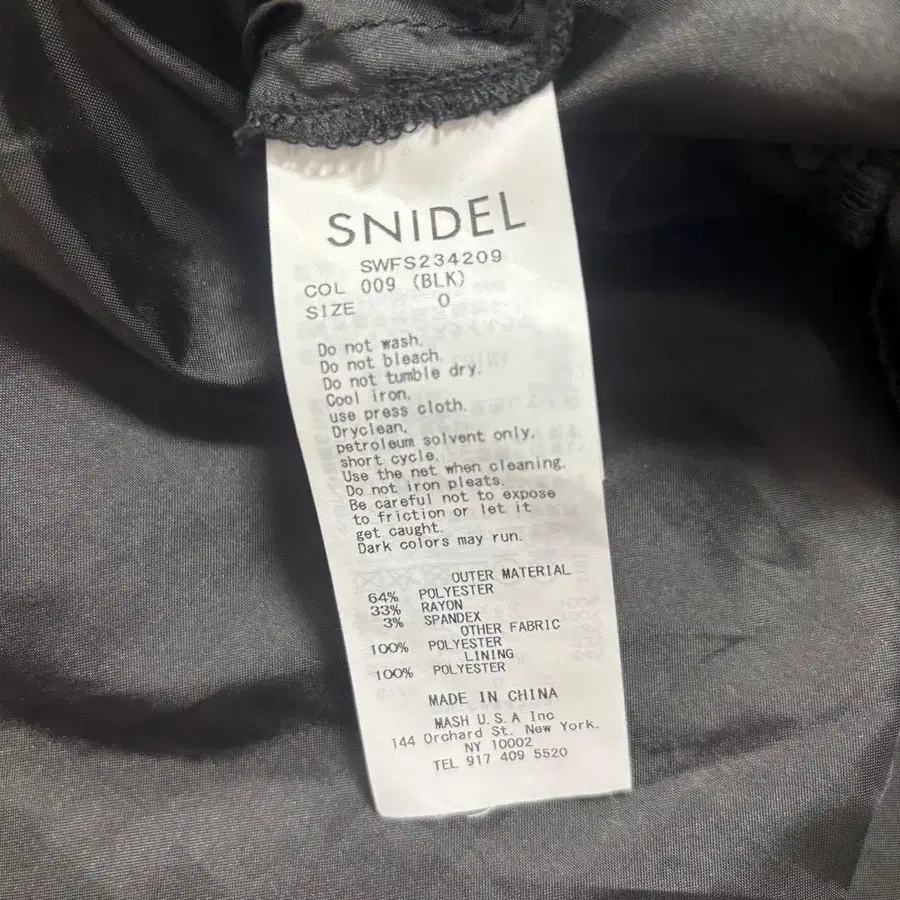 SNIDEL
SWFS234209
COL 009 (BLK)
SIZE 0
Do not wash.
Do not bleach.
Do not tumble dry.
Cool iron,
use press cloth.
Dryclean,
petroleum solvent only,
short cycle.
Use the net when cleaning.
Do not iron pleats.
Be careful not to expose
to friction or let it
get caught.
Dark colors may run.
OUTER MATERIAL
64% POLYESTER
33% RAYON
3% SPANDEX
OTHER FABRIC
100% POLYESTER
LINING
100% POLYESTER
MADE IN CHINA
MASH U.S.A Inc
144 Orchard St. New York.
NY 10002
TEL 917 409 5520